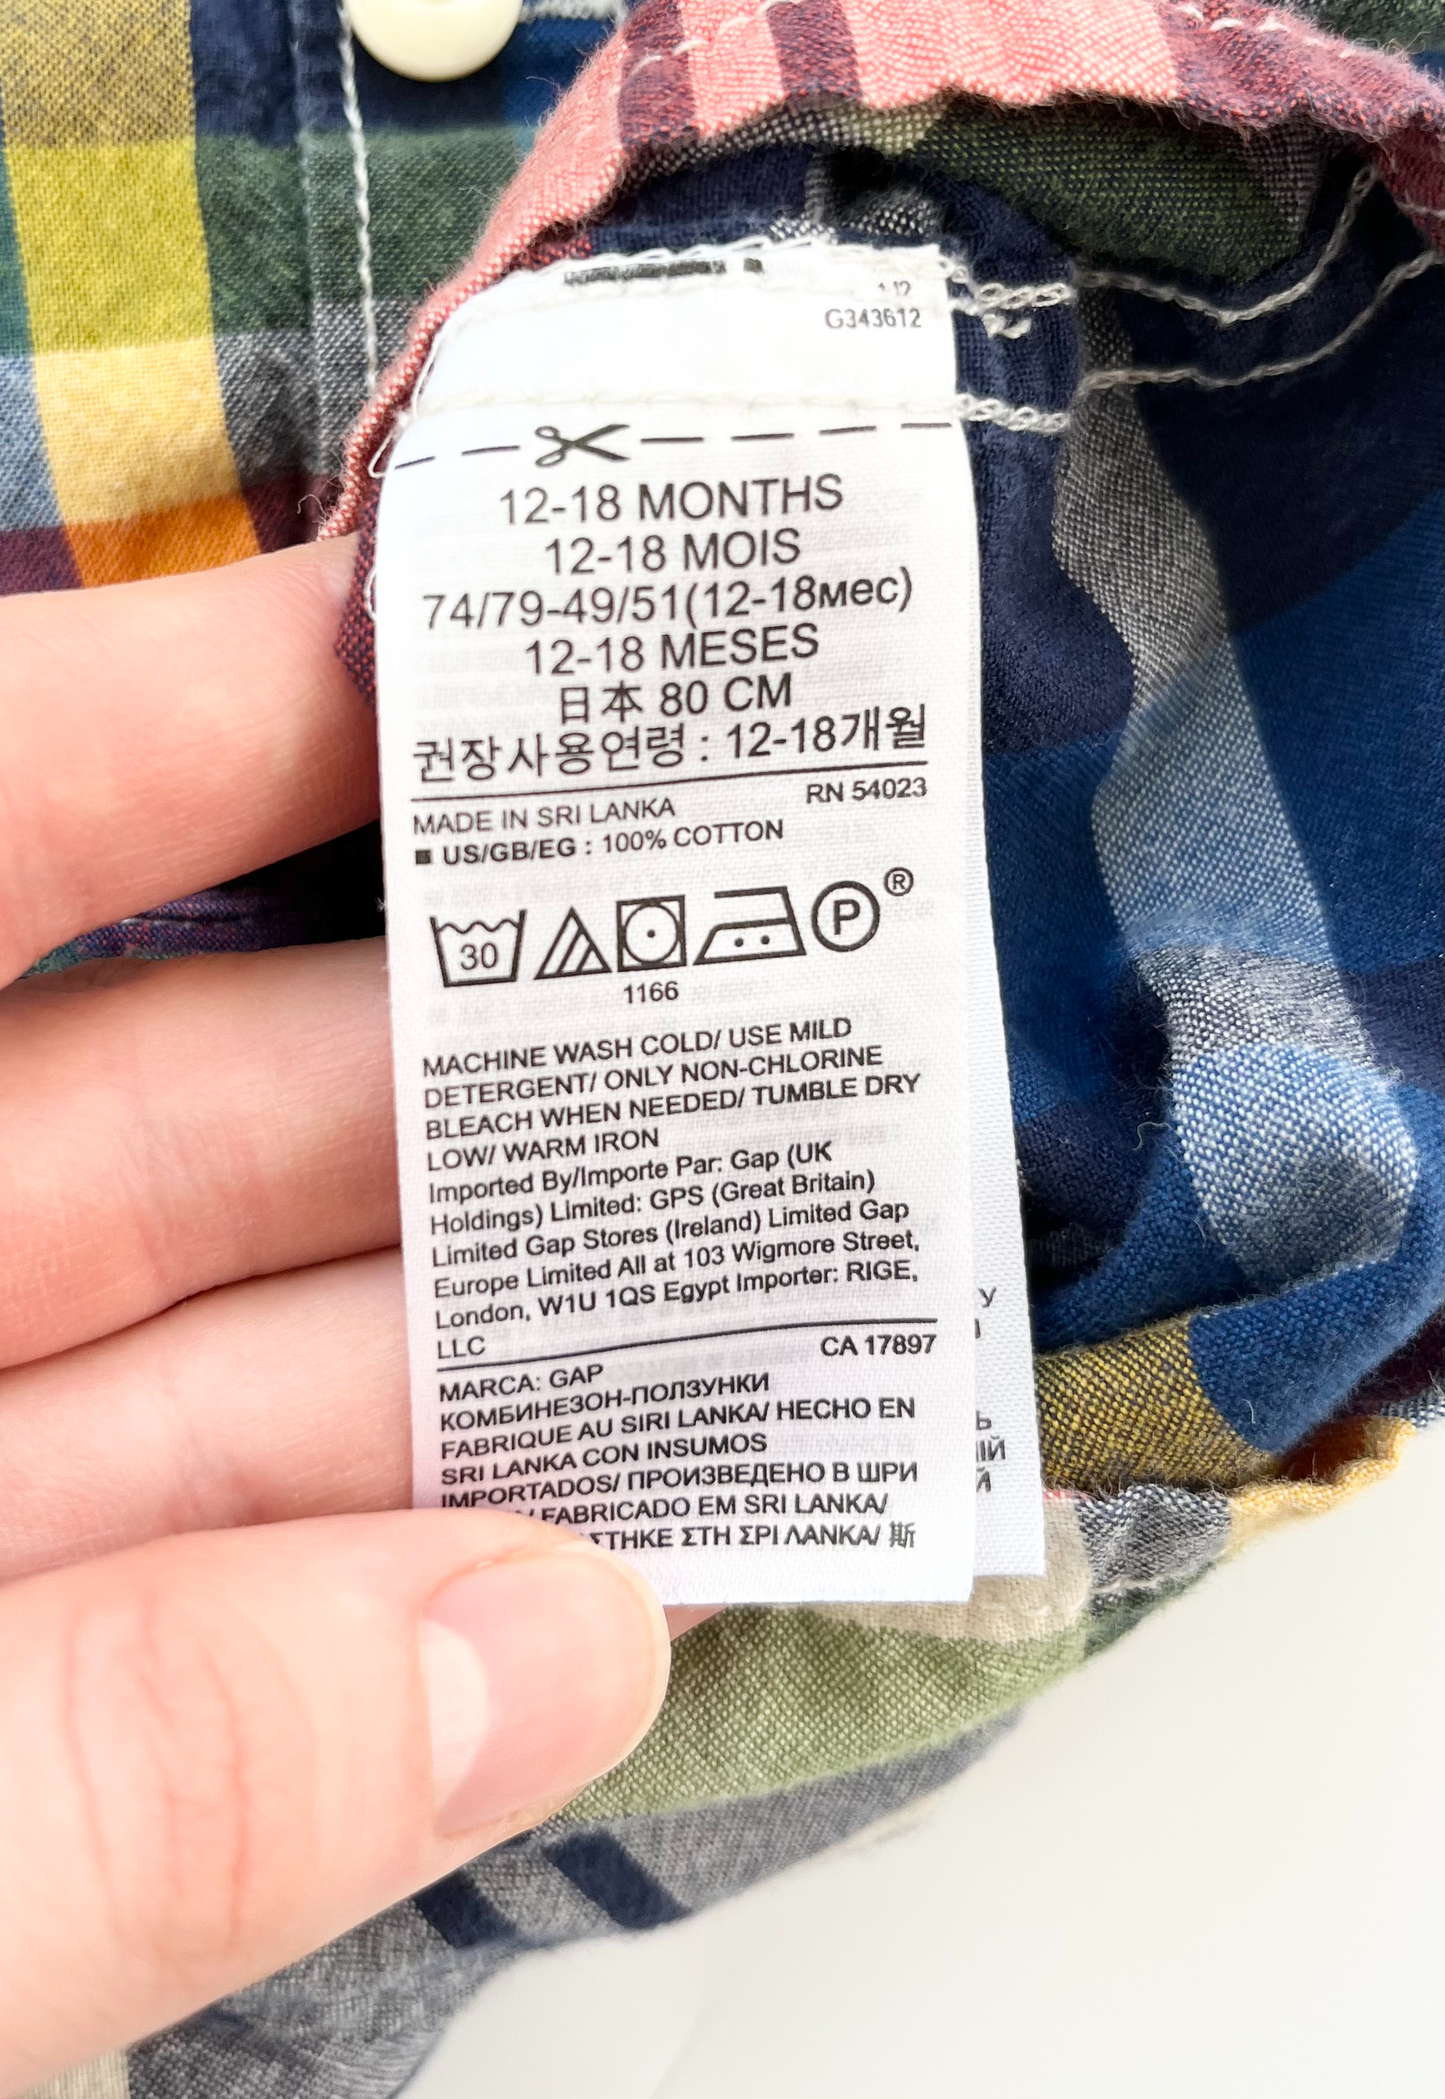 G343612
12-18 MONTHS
12-18 MOIS
74/79-49/51(12-18мес)
12-18 MESES
日本 80 CM
권장사용연령 : 12-18개월
RN 54023
MADE IN SRI LANKA
US/GB/EG : 100% COTTON
30 P ®
1166
MACHINE WASH COLD/ USE MILD
DETERGENT/ ONLY NON-CHLORINE
BLEACH WHEN NEEDED/ TUMBLE DRY
LOW/ WARM IRON
Imported By/Importe Par: Gap (UK
Holdings) Limited: GPS (Great Britain)
Limited Gap Stores (Ireland) Limited Gap
Europe Limited All at 103 Wigmore Street,
London, W1U 1QS Egypt Importer: RIGE,
LLC
CA 17897
MARCA: GAP
КОМБИНЕЗОН-ПОЛЗУНКИ
FABRIQUE AU SIRI LANKA/ HECHO EN
SRI LANKA CON INSUMOS
IMPORTADOS/ ПРОИЗВЕДЕНО В ШРИ
/ FABRICADO EM SRI LANKA/
ΣΤΗΚΕ ΣΤΗ ΣΡΙ ΛΑΝΚΑ/ 斯